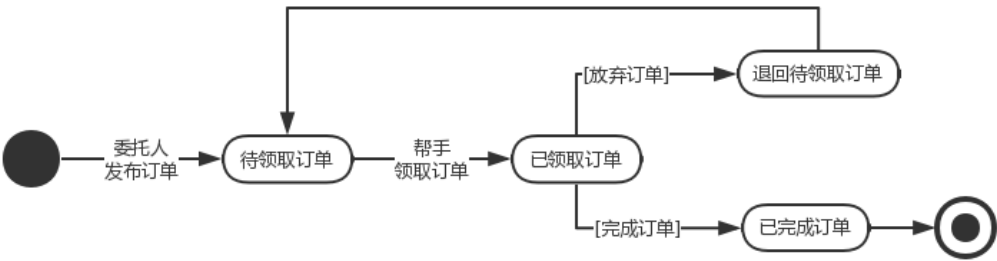 [放弃订单]
退回待领取订单
委托人
发布订单
待领取订单
帮手
领取订单
已领取订单
[完成订单]
已完成订单